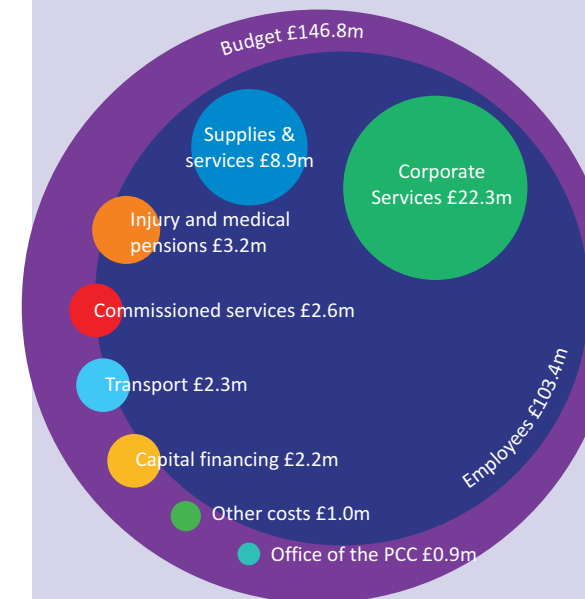 Budget £146.8m
Supplies &
services £8.9m
Corporate
Services £22.3m
Injury and medical
pensions £3.2m
Commissioned services £2.6m
Transport £2.3m
Employees £103.4m
Capital financing £2.2m
Other costs £1.0m
Office of the PCC £0.9m